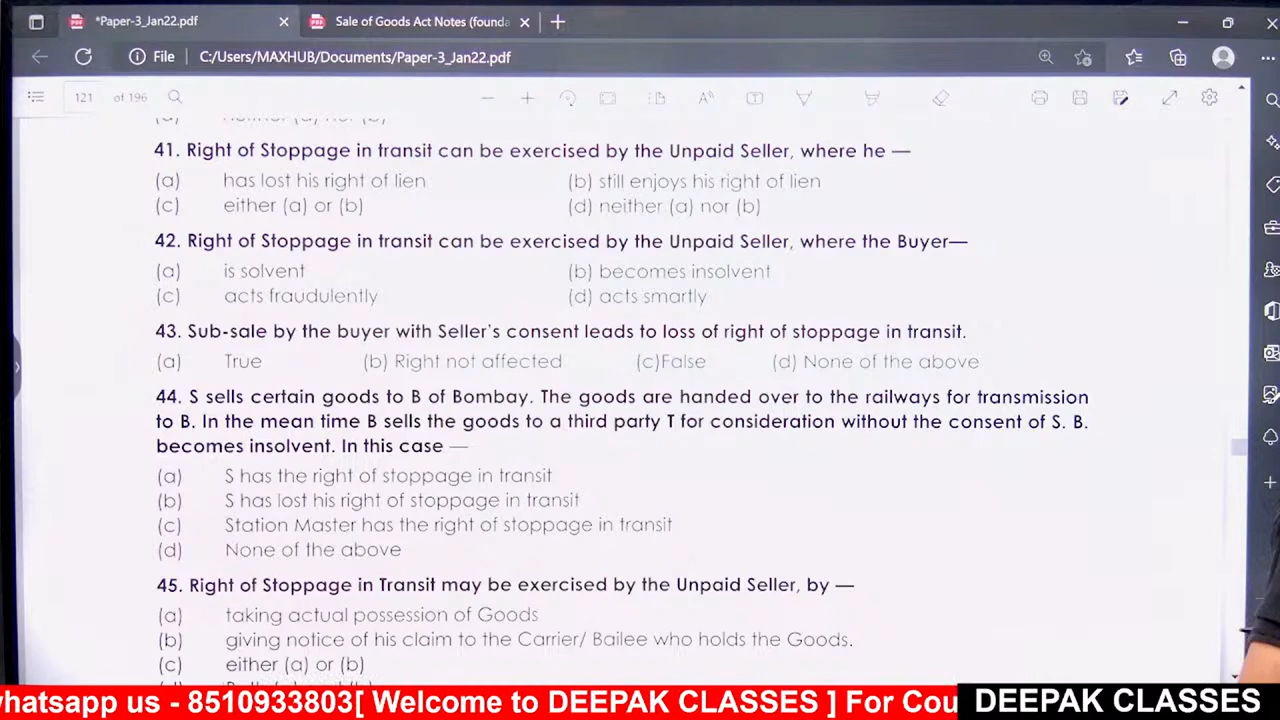 *Paper-3_Jan22.pdf
Sale of Goods Act Notes (founda
File C:/Users/MAXHUB/Documents/Paper-3_Jan22.pdf
121 of 196
41. Right of Stoppage in transit can be exercised by the Unpaid Seller, where he —
(a) has lost his right of lien (b) still enjoys his right of lien
(c) either (a) or (b) (d) neither (a) nor (b)
42. Right of Stoppage in transit can be exercised by the Unpaid Seller, where the Buyer—
(a) is solvent (b) becomes insolvent
(c) acts fraudulently (d) acts smartly
43. Sub-sale by the buyer with Seller's consent leads to loss of right of stoppage in transit.
(a) True (b) Right not affected (c)False (d) None of the above
44. S sells certain goods to B of Bombay. The goods are handed over to the railways for transmission
to B. In the mean time B sells the goods to a third party T for consideration without the consent of S. B.
becomes insolvent. In this case —
(a) S has the right of stoppage in transit
(b) S has lost his right of stoppage in transit
(c) Station Master has the right of stoppage in transit
(d) None of the above
45. Right of Stoppage in Transit may be exercised by the Unpaid Seller, by —
(a) taking actual possession of Goods
(b) giving notice of his claim to the Carrier/ Bailee who holds the Goods.
(c) either (a) or (b)
whatsapp us - 8510933803[ Welcome to DEEPAK CLASSES ] For Cou
DEEPAK CLASSES